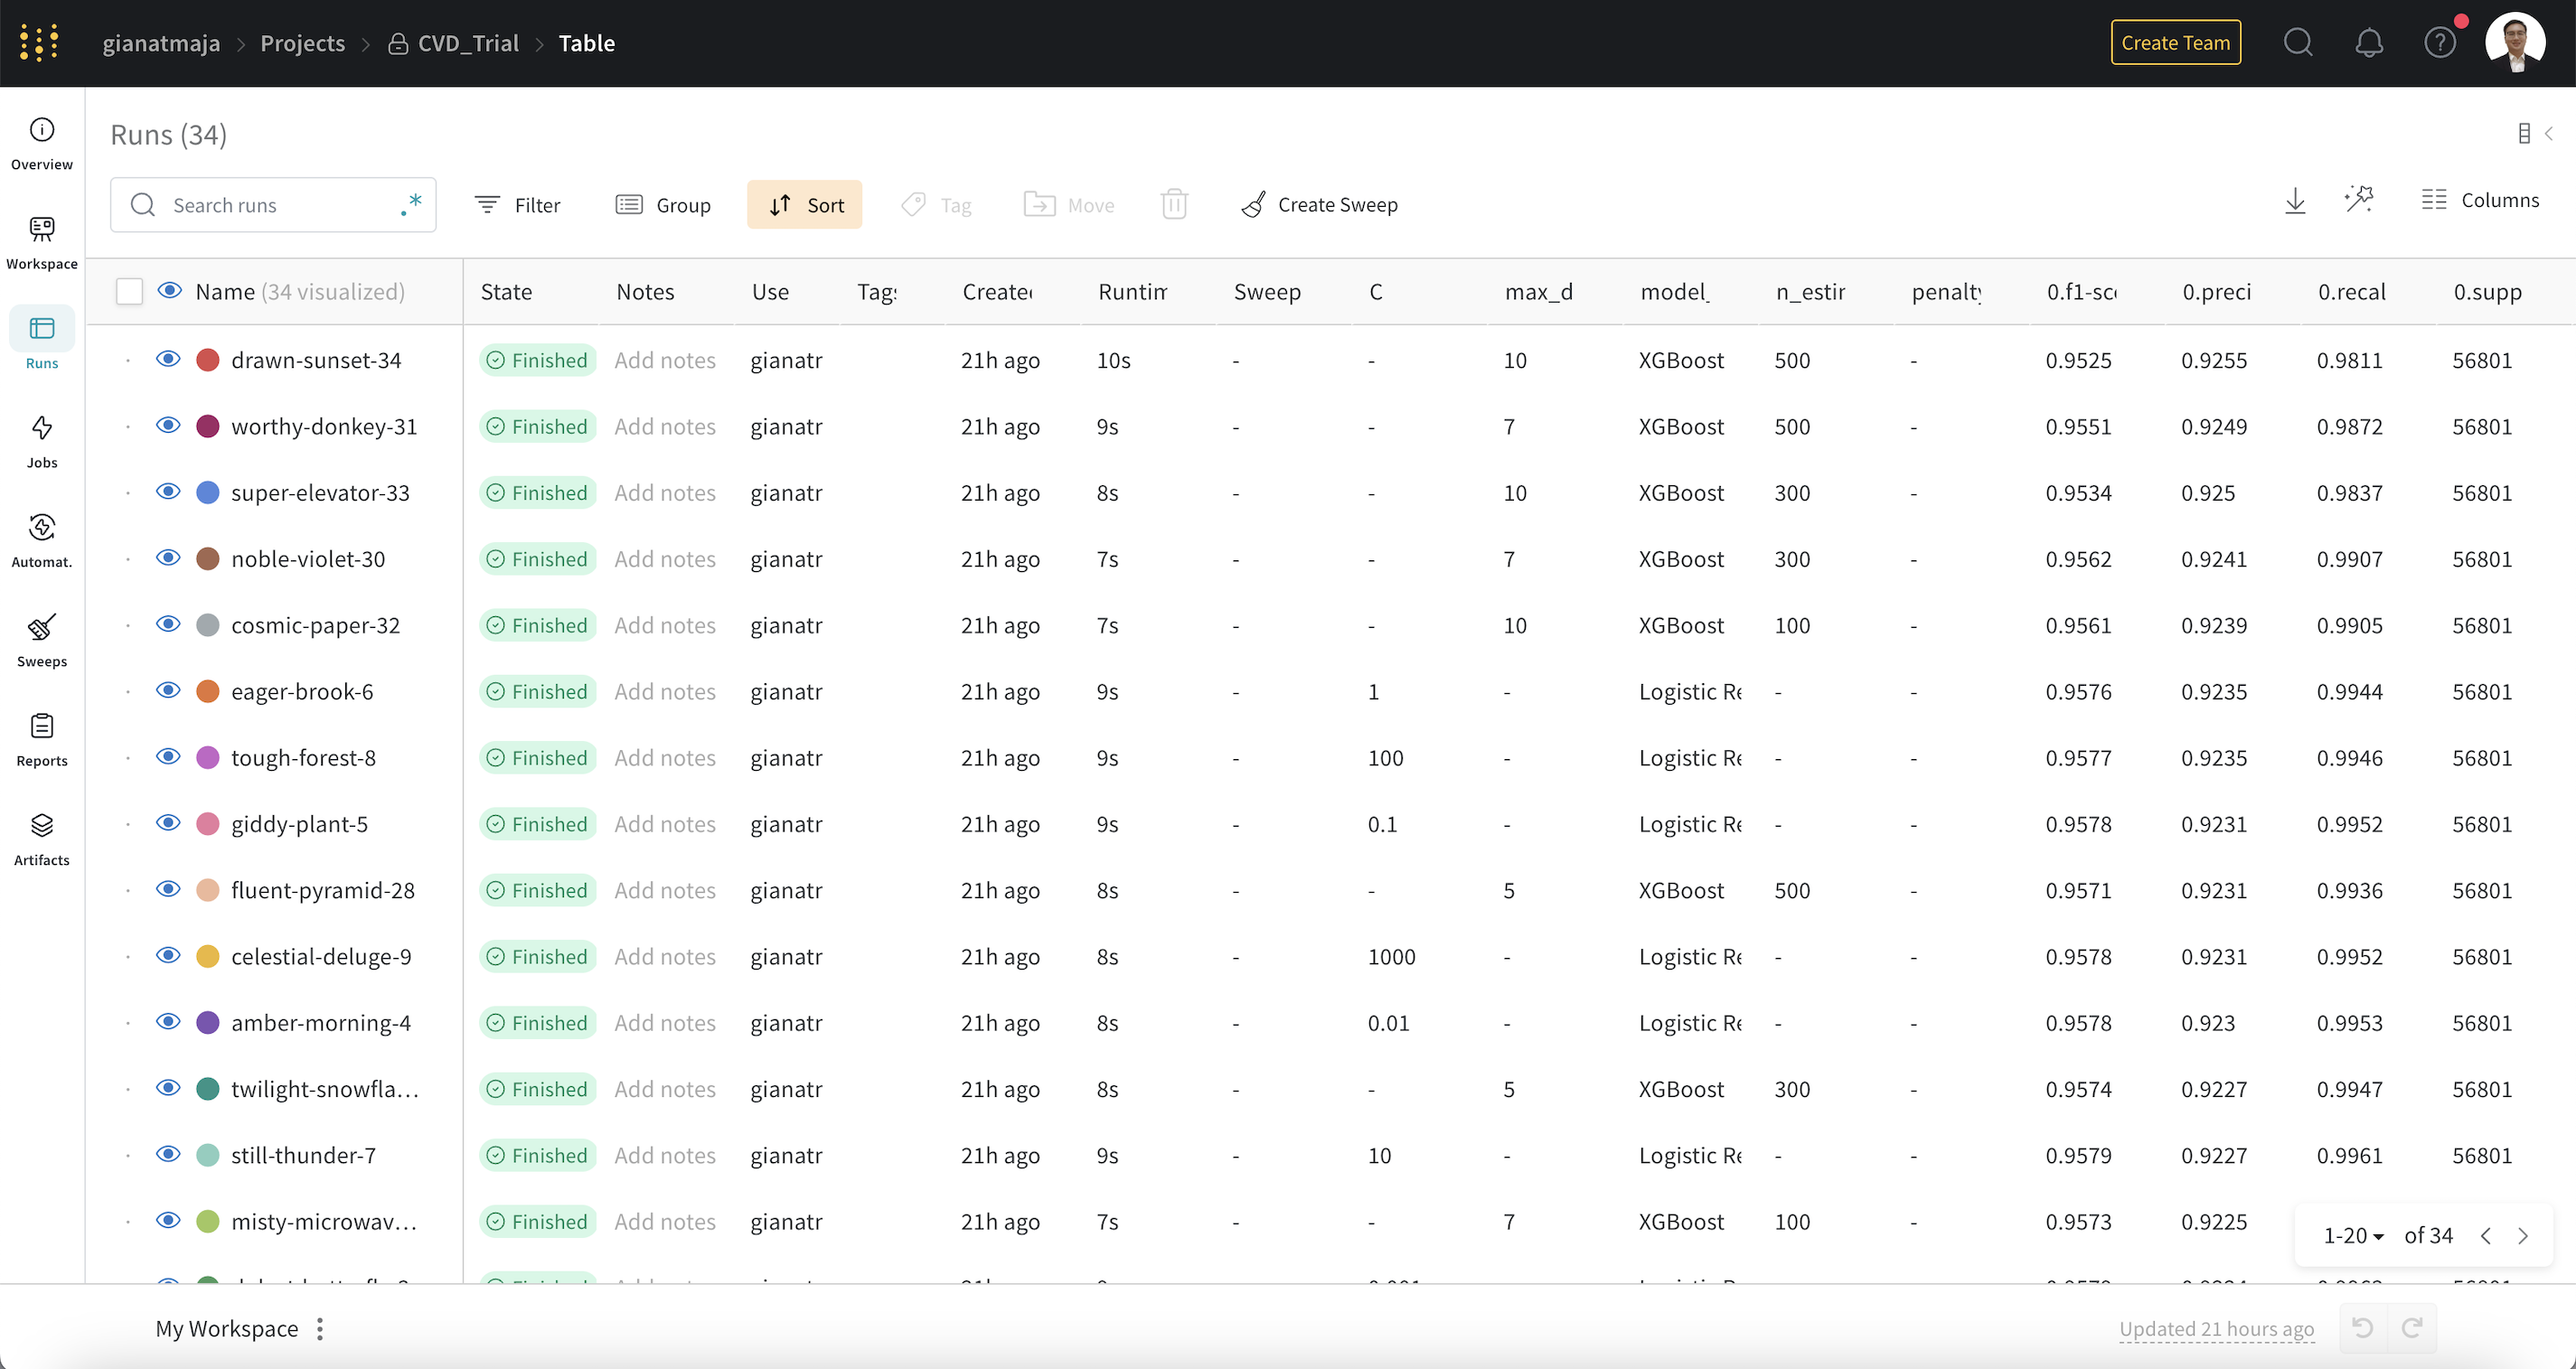 gianatmaja > Projects > CVD_Trial > Table Create Team
Overview
Workspace
Runs
Jobs
Automat.
Sweeps
Reports
Artifacts
Runs (34)
Search runs .* Filter Group Sort Tag Move Create Sweep Columns
Name (34 visualized) State Notes Use Tag Create Runtin Sweep C max_d model_ n_estir penalty 0.f1-sc 0.preci 0.recal 0.supp
drawn-sunset-34 Finished Add notes gianatr 21h ago 10s - - 10 XGBoost 500 - 0.9525 0.9255 0.9811 56801
worthy-donkey-31 Finished Add notes gianatr 21h ago 9s - - 7 XGBoost 500 - 0.9551 0.9249 0.9872 56801
super-elevator-33 Finished Add notes gianatr 21h ago 8s - - 10 XGBoost 300 - 0.9534 0.925 0.9837 56801
noble-violet-30 Finished Add notes gianatr 21h ago 7s - - 7 XGBoost 300 - 0.9562 0.9241 0.9907 56801
cosmic-paper-32 Finished Add notes gianatr 21h ago 7s - - 10 XGBoost 100 - 0.9561 0.9239 0.9905 56801
eager-brook-6 Finished Add notes gianatr 21h ago 9s - 1 - Logistic Re - - 0.9576 0.9235 0.9944 56801
tough-forest-8 Finished Add notes gianatr 21h ago 9s - 100 - Logistic Re - - 0.9577 0.9235 0.9946 56801
giddy-plant-5 Finished Add notes gianatr 21h ago 9s - 0.1 - Logistic Re - - 0.9578 0.9231 0.9952 56801
fluent-pyramid-28 Finished Add notes gianatr 21h ago 8s - - 5 XGBoost 500 - 0.9571 0.9231 0.9936 56801
celestial-deluge-9 Finished Add notes gianatr 21h ago 8s - 1000 - Logistic Re - - 0.9578 0.9231 0.9952 56801
amber-morning-4 Finished Add notes gianatr 21h ago 8s - 0.01 - Logistic Re - - 0.9578 0.923 0.9953 56801
twilight-snowfla... Finished Add notes gianatr 21h ago 8s - - 5 XGBoost 300 - 0.9574 0.9227 0.9947 56801
still-thunder-7 Finished Add notes gianatr 21h ago 9s - 10 - Logistic Re - - 0.9579 0.9227 0.9961 56801
misty-microwav... Finished Add notes gianatr 21h ago 7s - - 7 XGBoost 100 - 0.9573 0.9225
1-20 of 34
My Workspace Updated 21 hours ago